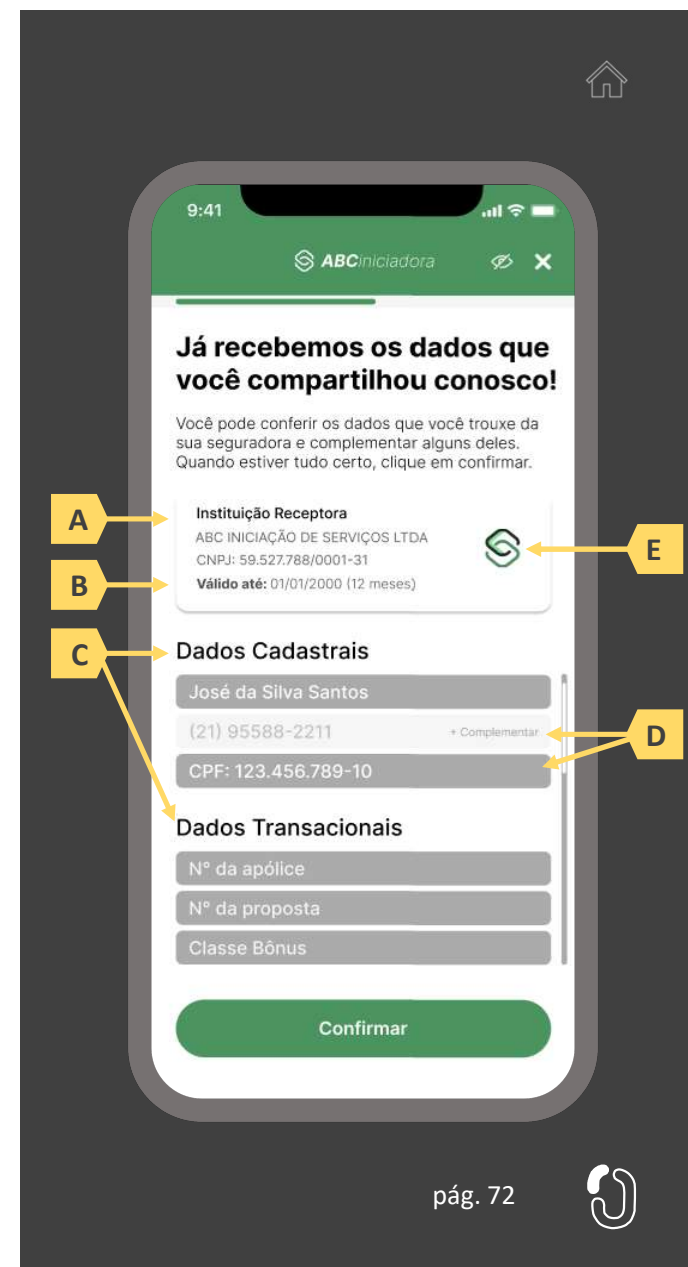 9:41
ABCiniciadora
Já recebemos os dados que
você compartilhou conosco!
Você pode conferir os dados que você trouxe da
sua seguradora e complementar alguns deles.
Quando estiver tudo certo, clique em confirmar.
A
Instituição Receptora
ABC INICIAÇÃO DE SERVIÇOS LTDA
E
CNPJ: 59.527.788/0001-31
B
Válido até: 01/01/2000 (12 meses)
C
Dados Cadastrais
José da Silva Santos
(21) 95588-2211 + Complementar
D
CPF: 123.456.789-10
Dados Transacionais
Nº da apólice
Nº da proposta
Classe Bônus
Confirmar
pág. 72